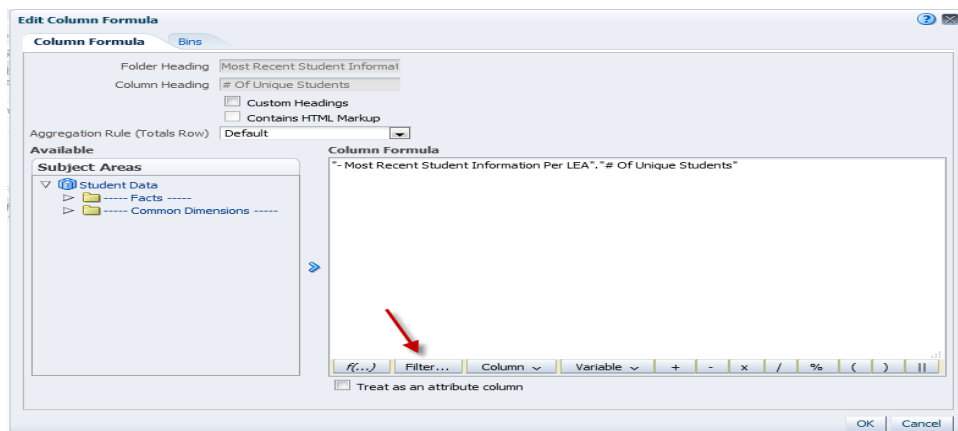 Edit Column Formula
Column Formula Bins
Folder Heading Most Recent Student Informat
Column Heading # Of Unique Students
Custom Headings
Contains HTML Markup
Aggregation Rule (Totals Row) Default
Available
Subject Areas
Student Data
----- Facts -----
----- Common Dimensions -----
Column Formula
"- Most Recent Student Information Per LEA"."# Of Unique Students"
f(...) Filter... Column Variable + - x / % ( ) ||
Treat as an attribute column
OK Cancel